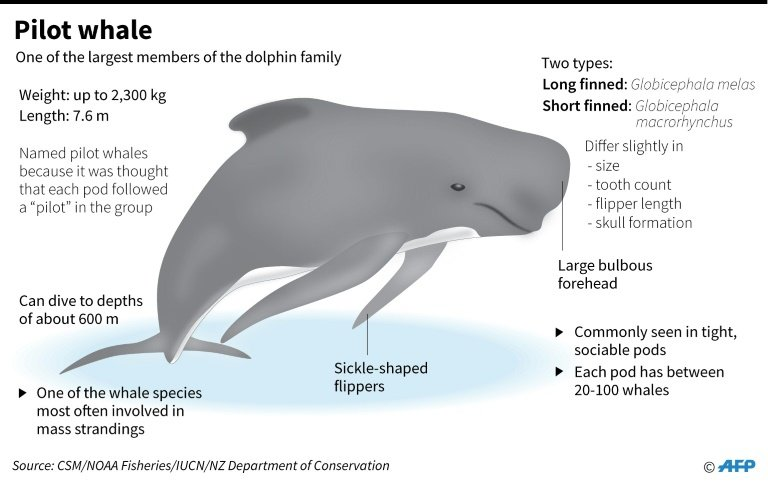 Pilot whale
One of the largest members of the dolphin family
Weight: up to 2,300 kg
Length: 7.6 m
Named pilot whales
because it was thought
that each pod followed
a “pilot” in the group
Two types:
Long finned: Globicephala melas
Short finned: Globicephala
macrorhynchus
Differ slightly in
- size
- tooth count
- flipper length
- skull formation
Large bulbous
forehead
Can dive to depths
of about 600 m
Sickle-shaped
flippers
▶ Commonly seen in tight,
sociable pods
▶ Each pod has between
20-100 whales
▶ One of the whale species
most often involved in
mass strandings
Source: CSM/NOAA Fisheries/IUCN/NZ Department of Conservation
© AFP